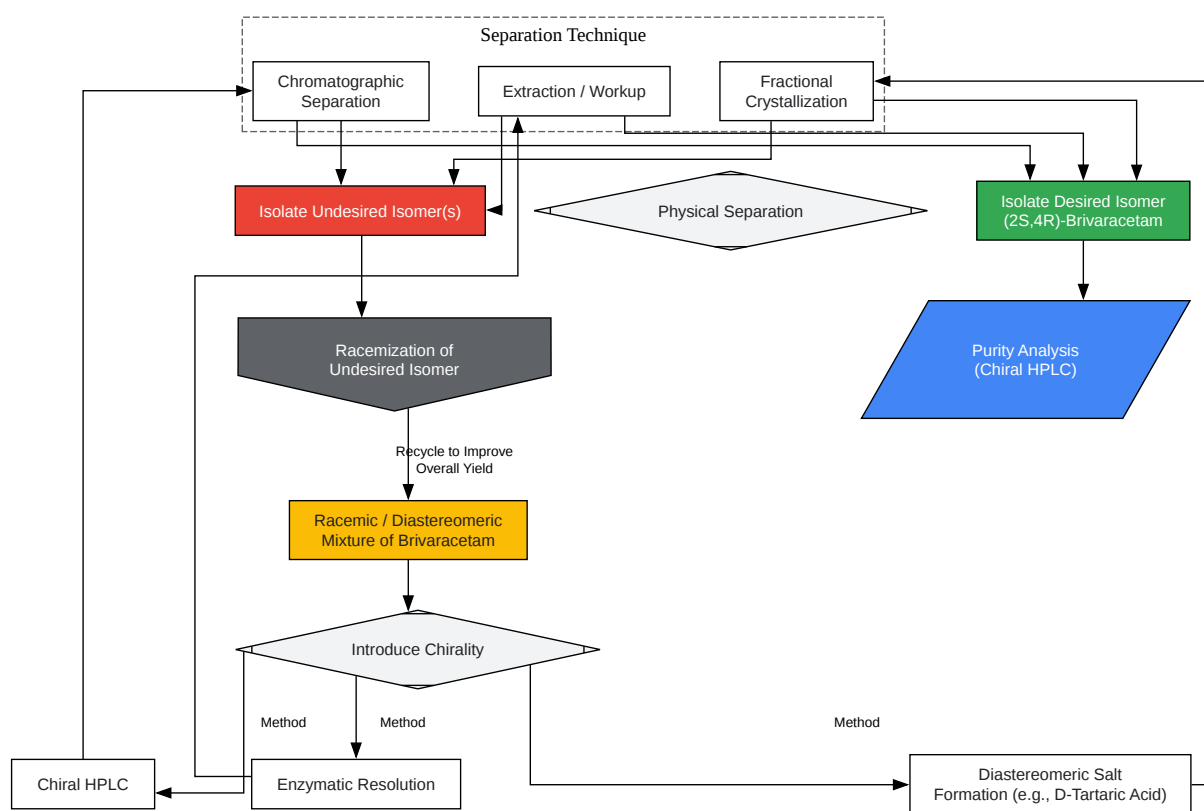 Separation Technique
Chromatographic
Separation
Extraction / Workup
Fractional
Crystallization
Isolate Undesired Isomer(s)
Physical Separation
Isolate Desired Isomer
(2S,4R)-Brivaracetam
Racemization of
Undesired Isomer
Purity Analysis
(Chiral HPLC)
Recycle to Improve
Overall Yield
Racemic / Diastereomeric
Mixture of Brivaracetam
Introduce Chirality
Method
Method
Method
Chiral HPLC
Enzymatic Resolution
Diastereomeric Salt
Formation (e.g., D-Tartaric Acid)